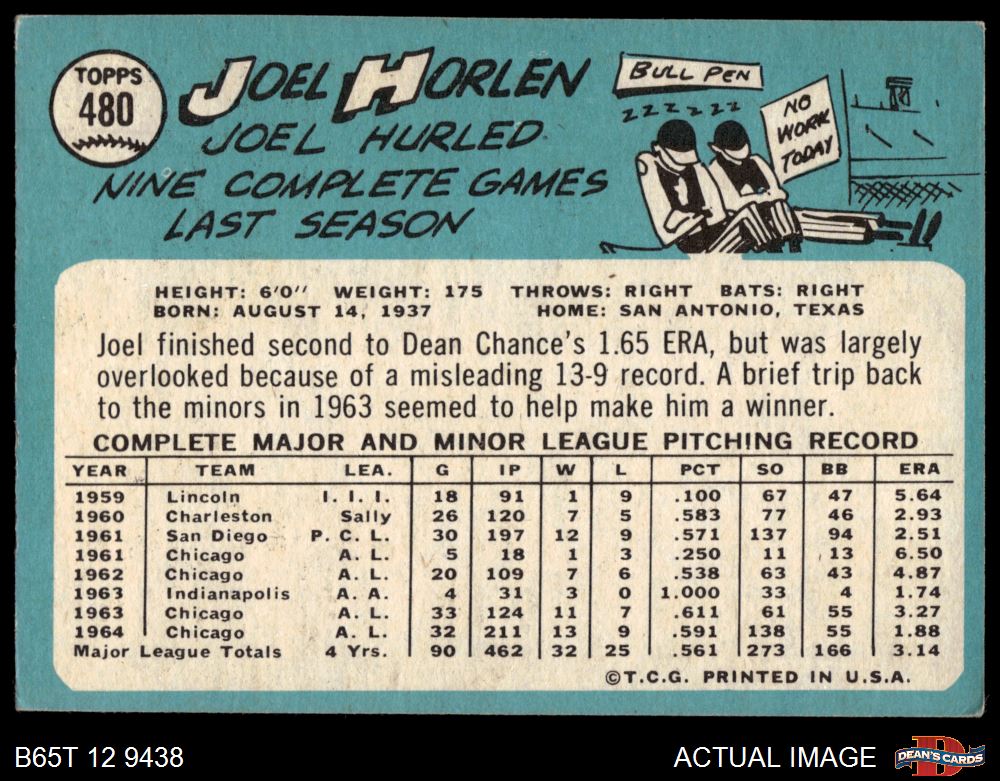 TOPPS
480
JOEL HORLEN
JOEL HURLED
NINE COMPLETE GAMES
LAST SEASON
BULL PEN
Z Z Z Z Z Z
NO
WORK
TODAY
HEIGHT: 6'0" WEIGHT: 175 THROWS: RIGHT BATS: RIGHT
BORN: AUGUST 14, 1937 HOME: SAN ANTONIO, TEXAS
Joel finished second to Dean Chance's 1.65 ERA, but was largely
overlooked because of a misleading 13-9 record. A brief trip back
to the minors in 1963 seemed to help make him a winner.
COMPLETE MAJOR AND MINOR LEAGUE PITCHING RECORD
YEAR TEAM LEA. G IP W L PCT SO BB ERA
1959 Lincoln I. I. I. 18 91 1 9 .100 67 47 5.64
1960 Charleston Sally 26 120 7 5 .583 77 46 2.93
1961 San Diego P. C. L. 30 197 12 9 .571 137 94 2.51
1961 Chicago A. L. 5 18 1 3 .250 11 13 6.50
1962 Chicago A. L. 20 109 7 6 .538 63 43 4.87
1963 Indianapolis A. A. 4 31 3 0 1.000 33 4 1.74
1963 Chicago A. L. 33 124 11 7 .611 61 55 3.27
1964 Chicago A. L. 32 211 13 9 .591 138 55 1.88
Major League Totals 4 Yrs. 90 462 32 25 .561 273 166 3.14
©T.C.G. PRINTED IN U.S.A.
B65T 12 9438 ACTUAL IMAGE
DEAN'S CARDS